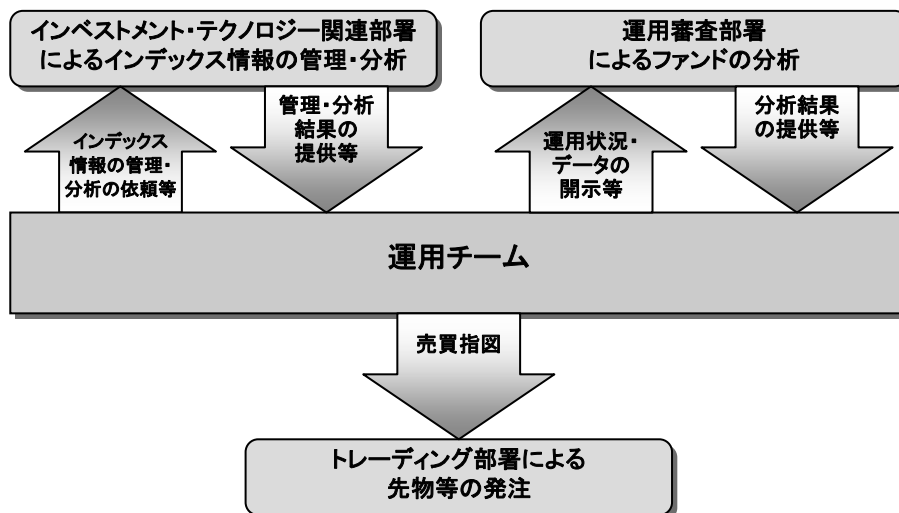 インベストメント・テクノロジー関連部署
によるインデックス情報の管理・分析
運用審査部署
によるファンドの分析
インデックス
情報の管理・
分析の依頼等
管理・分析
結果の
提供等
運用状況・
データの
開示等
分析結果
の提供等
運用チーム
売買指図
トレーディング部署による
先物等の発注